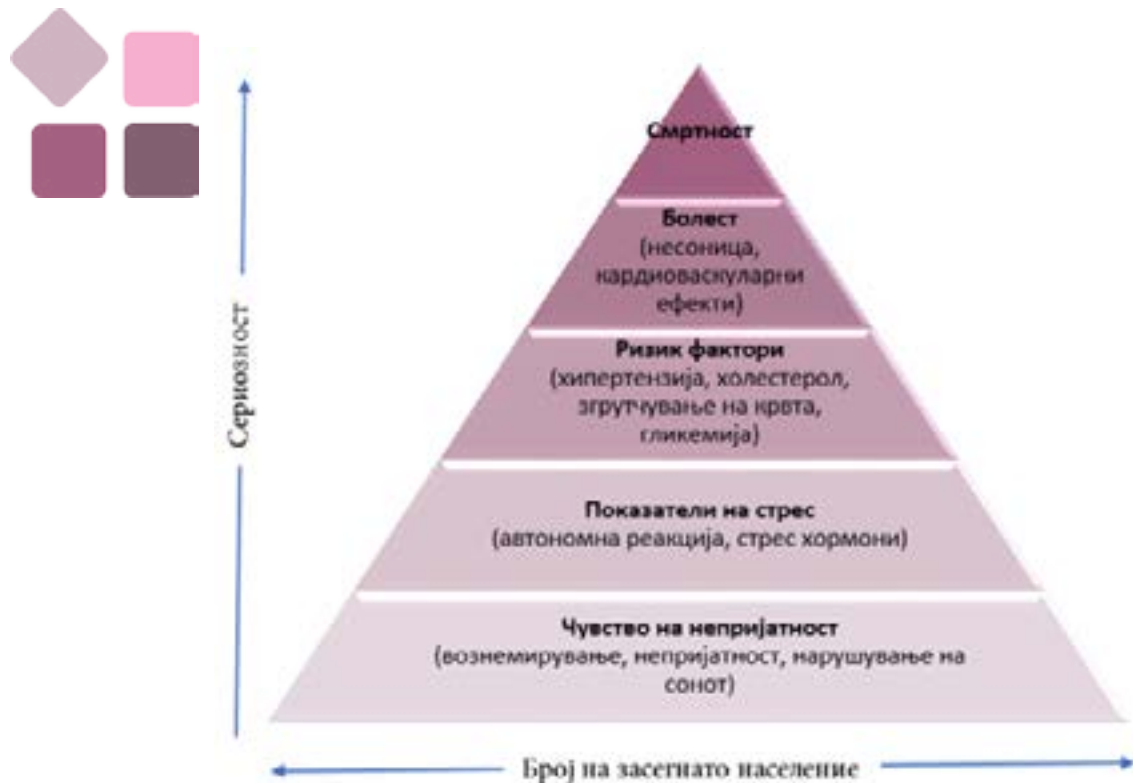 Смртност
Болест
(несоница,
кардиоваскуларни
ефекти)
Ризик фактори
(хипертензија, холестерол,
згрутчување на крвта,
гликемија)
Показатели на стрес
(автономна реакција, стрес хормони)
Чувство на непријатност
(вознемирување, непријатност, нарушување на
сонот)
Сериозност
Број на засегнато население